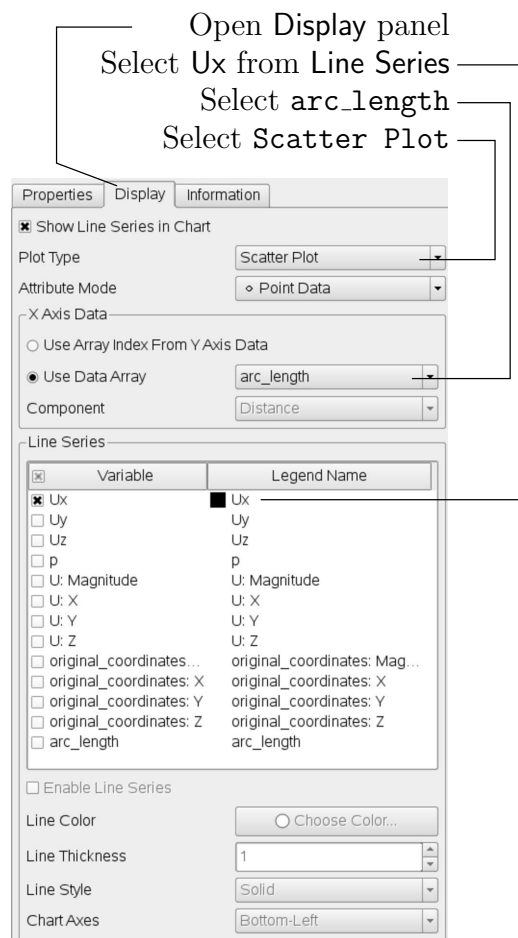 Open Display panel
Select Ux from Line Series
Select arc_length
Select Scatter Plot
Properties Display Information
Show Line Series in Chart
Plot Type Scatter Plot
Attribute Mode Point Data
X Axis Data
Use Array Index From Y Axis Data
Use Data Array arc_length
Component Distance
Line Series
Variable Legend Name
Ux Ux
Uy Uy
Uz Uz
p p
U: Magnitude U: Magnitude
U: X U: X
U: Y U: Y
U: Z U: Z
original_coordinates... original_coordinates: Mag...
original_coordinates: X original_coordinates: X
original_coordinates: Y original_coordinates: Y
original_coordinates: Z original_coordinates: Z
arc_length arc_length
Enable Line Series
Line Color Choose Color...
Line Thickness 1
Line Style Solid
Chart Axes Bottom-Left